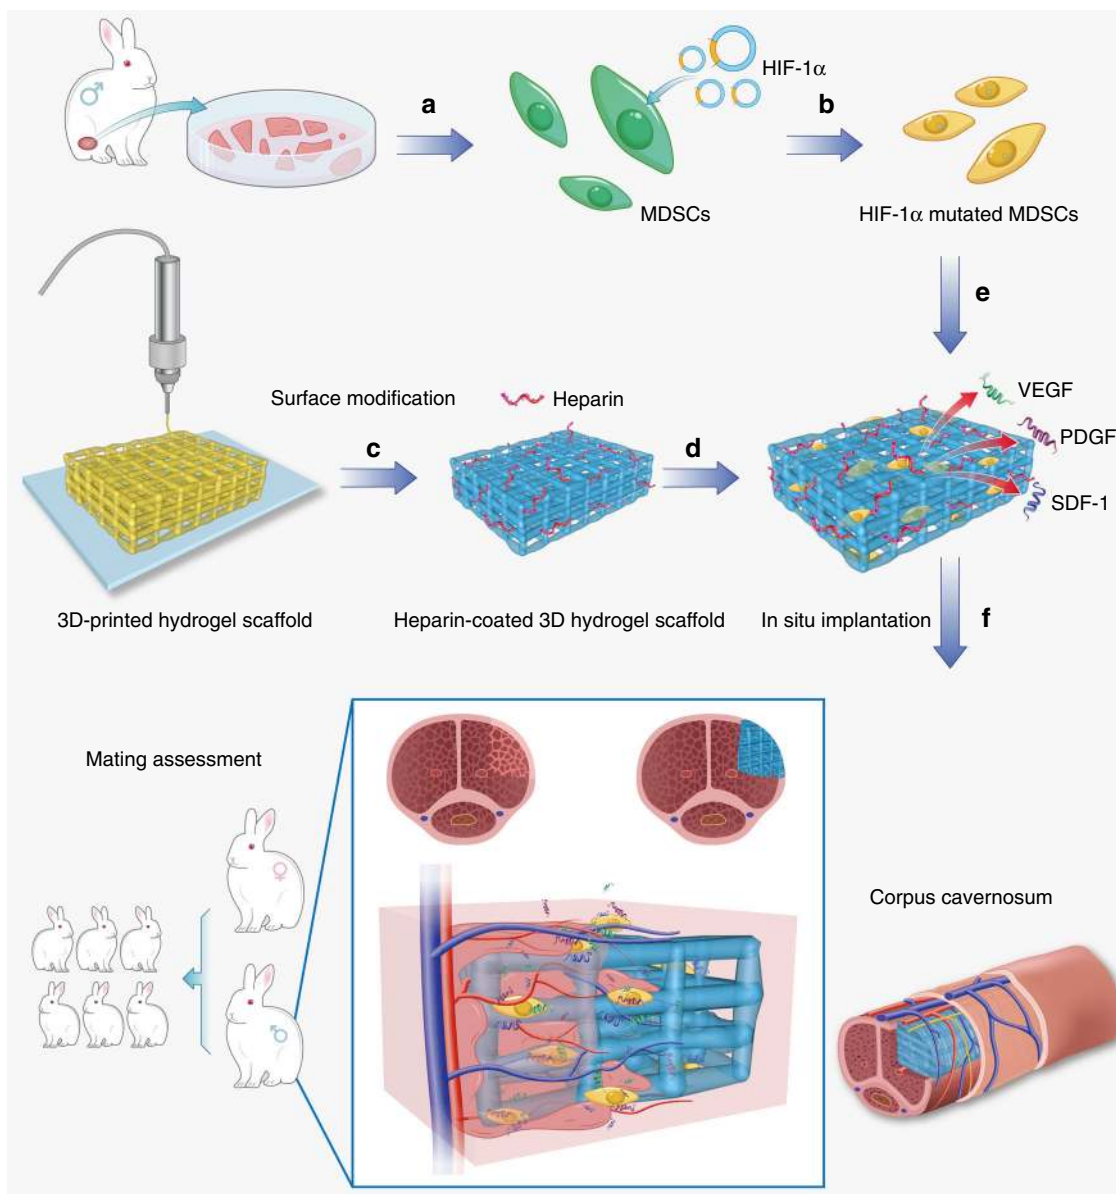 a
HIF-1α
b
MDSCs
HIF-1α mutated MDSCs
e
Surface modification
Heparin
VEGF
PDGF
SDF-1
c
d
3D-printed hydrogel scaffold
Heparin-coated 3D hydrogel scaffold
In situ implantation
f
Mating assessment
Corpus cavernosum